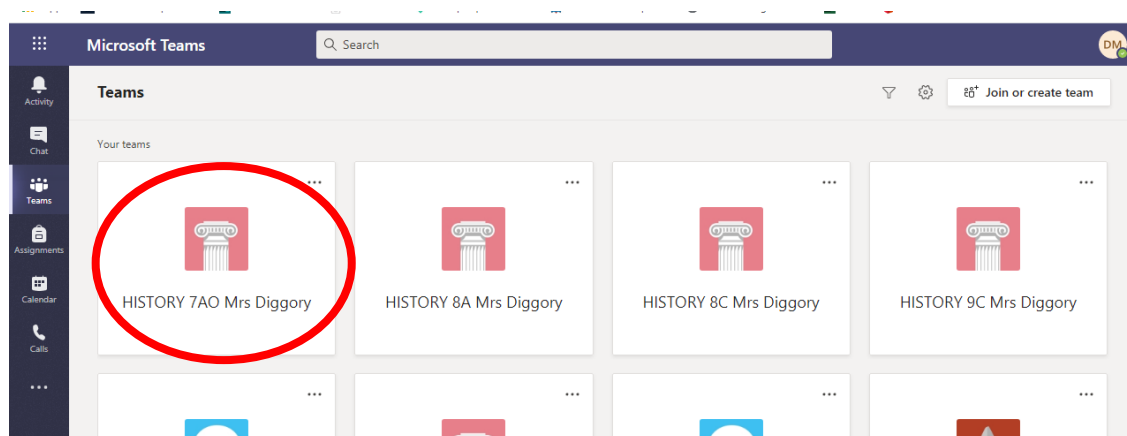 Microsoft Teams
Search
DM
Activity
Teams
Join or create team
Chat
Your teams
Teams
Assignments
HISTORY 7AO Mrs Diggory
HISTORY 8A Mrs Diggory
HISTORY 8C Mrs Diggory
HISTORY 9C Mrs Diggory
Calendar
Calls